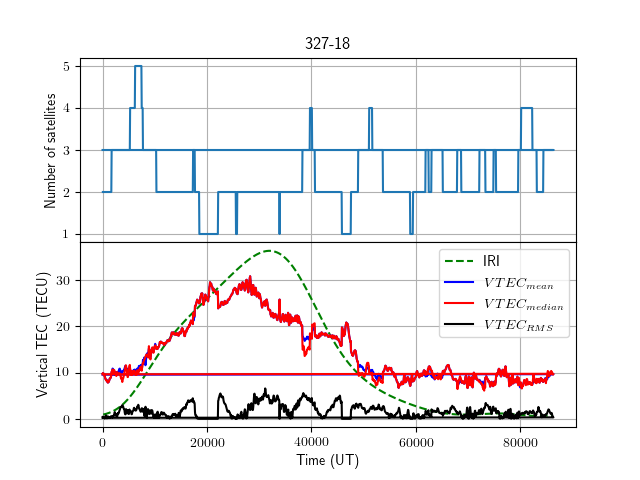 327-18
5
4
3
2
1
Number of satellites
IRI
VTEC_mean
VTEC_median
VTEC_RMS
30
20
10
0
Vertical TEC (TECU)
0 20000 40000 60000 80000
Time (UT)